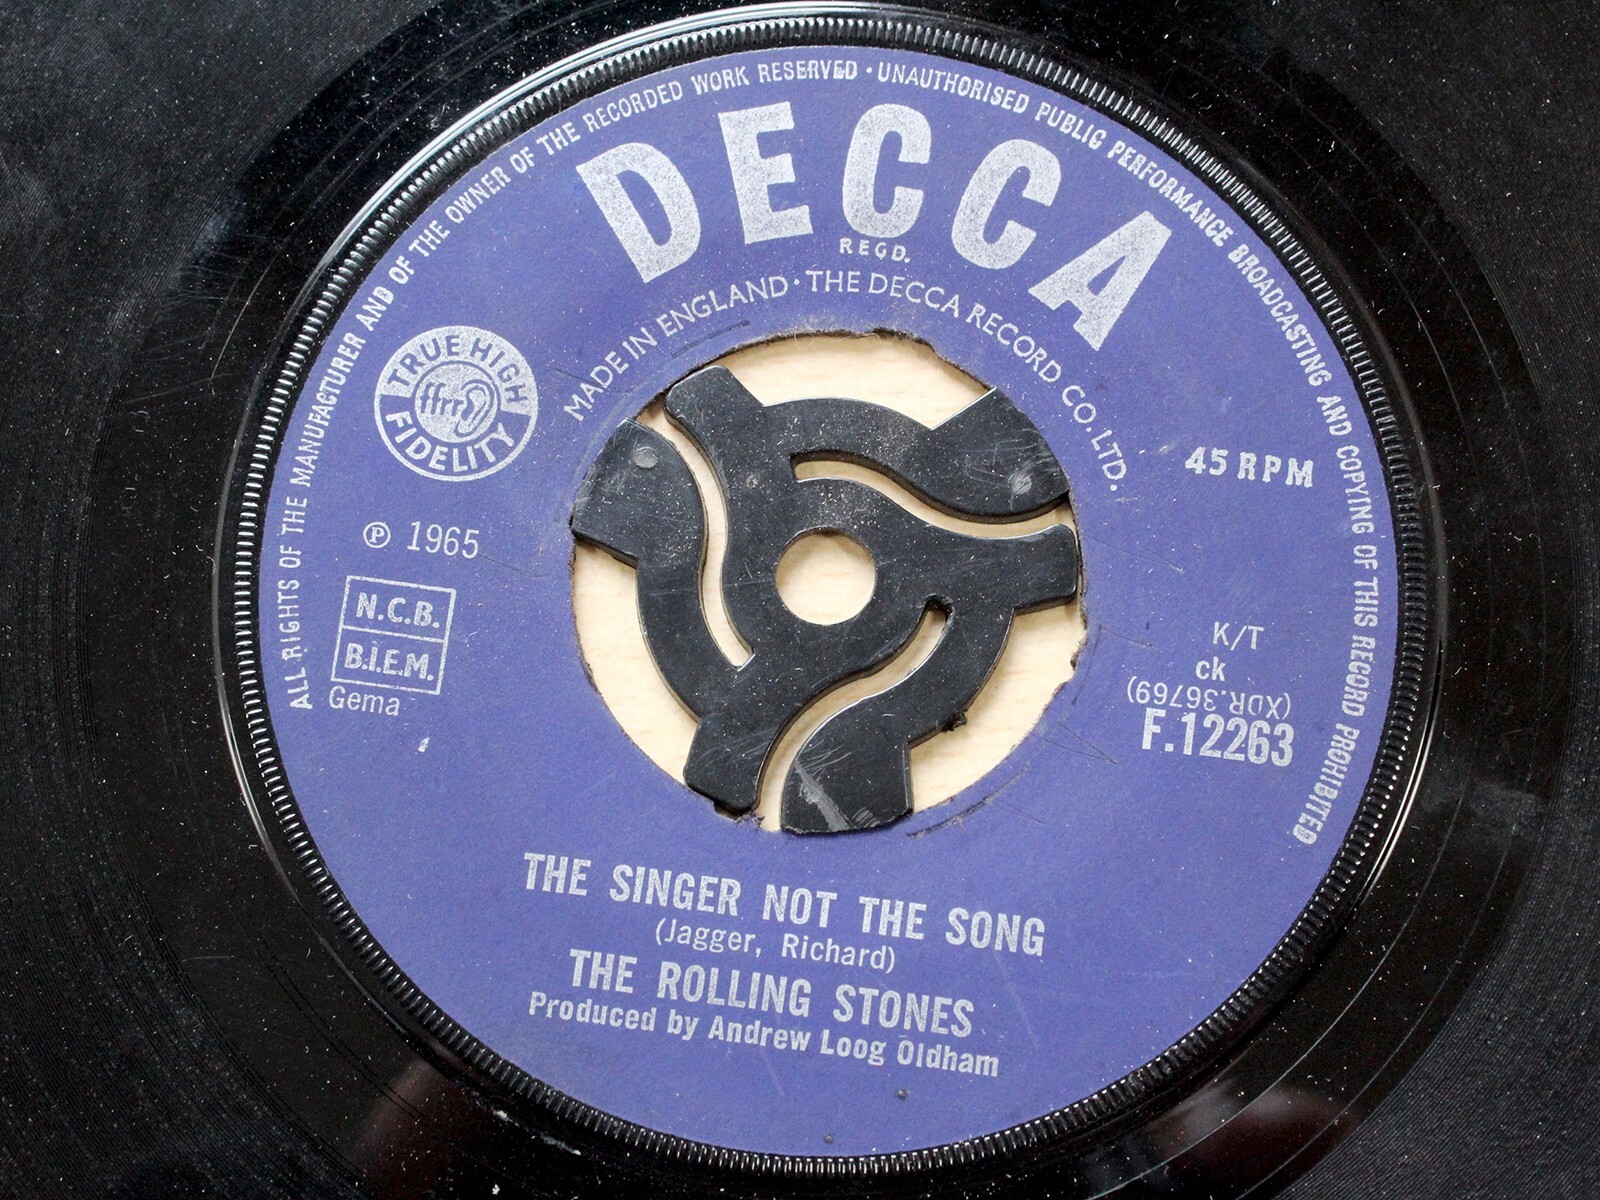 ALL RIGHTS OF THE MANUFACTURER AND OF THE OWNER OF THE RECORDED WORK RESERVED · UNAUTHORISED PUBLIC PERFORMANCE BROADCASTING AND COPYING OF THIS RECORD PROHIBITED
DECCA
REGD.
MADE IN ENGLAND · THE DECCA RECORD CO. LTD.
TRUE HIGH
ffrr
FIDELITY
45 RPM
℗ 1965
N.C.B.
B.I.E.M.
Gema
K/T
ck
(XDR.36769)
F.12263
THE SINGER NOT THE SONG
(Jagger, Richard)
THE ROLLING STONES
Produced by Andrew Loog Oldham